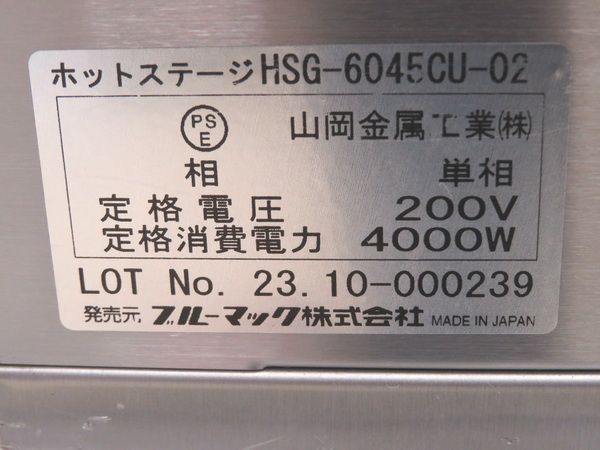 ホットステージHSG-6045CU-02
PS
E
山岡金属工業㈱
相 単相
定格電圧 200V
定格消費電力 4000W
LOT No. 23.10-000239
発売元 ブルーマック株式会社 MADE IN JAPAN